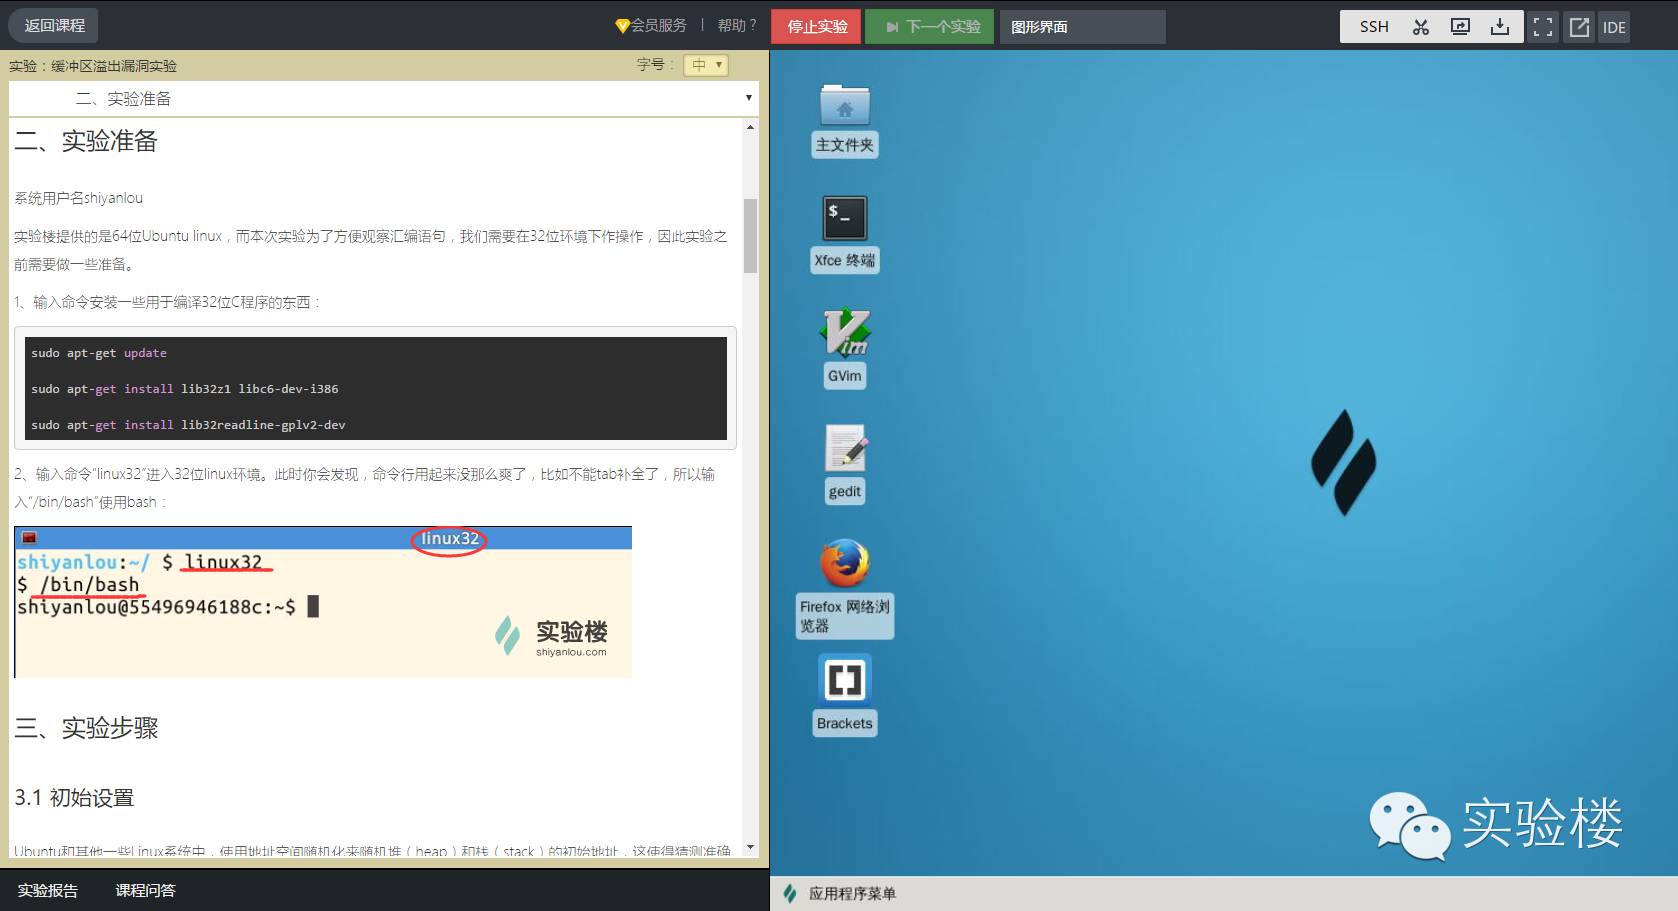 返回课程
会员服务 | 帮助？
停止实验
下一个实验
图形界面
SSH
IDE
实验：缓冲区溢出漏洞实验
字号：
中
二、实验准备
二、实验准备
系统用户名shiyanlou
实验楼提供的是64位Ubuntu linux，而本次实验为了方便观察汇编语句，我们需要在32位环境下作操作，因此实验之
前需要做一些准备。
1、输入命令安装一些用于编译32位C程序的东西：
sudo apt-get update
sudo apt-get install lib32z1 libc6-dev-i386
sudo apt-get install lib32readline-gplv2-dev
2、输入命令“linux32”进入32位linux环境。此时你会发现，命令行用起来没那么爽了，比如不能tab补全了，所以输
入“/bin/bash”使用bash：
linux32
shiyanlou:~/ $ linux32
$ /bin/bash
shiyanlou@55496946188c:~$
实验楼
shiyanlou.com
三、实验步骤
3.1 初始设置
Ubuntu和其他一些Linux系统中，使用地址空间随机化来随机堆（heap）和栈（stack）的初始地址，这使得猜测准确
实验报告
课程问答
主文件夹
$_
Xfce 终端
Vim
GVim
gedit
Firefox 网络浏
览器
Brackets
实验楼
应用程序菜单